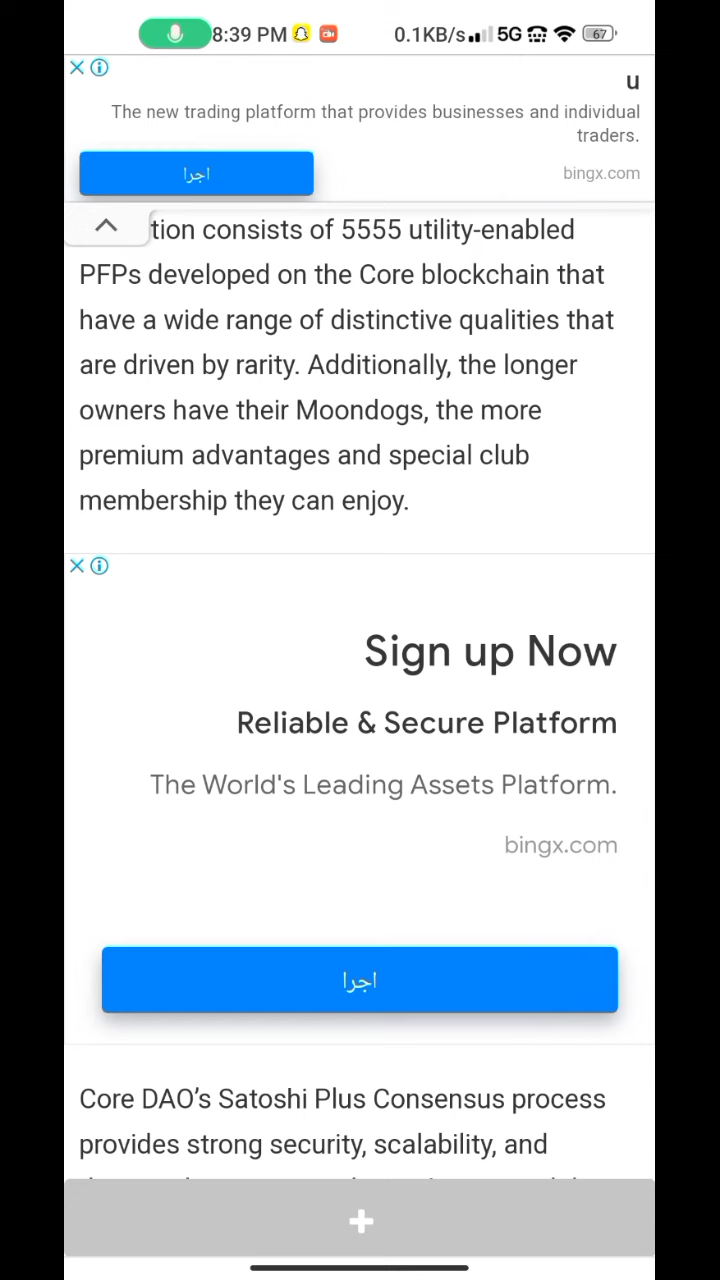 8:39 PM
0.1KB/s 5G 67
u
The new trading platform that provides businesses and individual
traders.
اجرا
bingx.com
tion consists of 5555 utility-enabled
PFPs developed on the Core blockchain that
have a wide range of distinctive qualities that
are driven by rarity. Additionally, the longer
owners have their Moondogs, the more
premium advantages and special club
membership they can enjoy.
Sign up Now
Reliable & Secure Platform
The World's Leading Assets Platform.
bingx.com
اجرا
Core DAO’s Satoshi Plus Consensus process
provides strong security, scalability, and